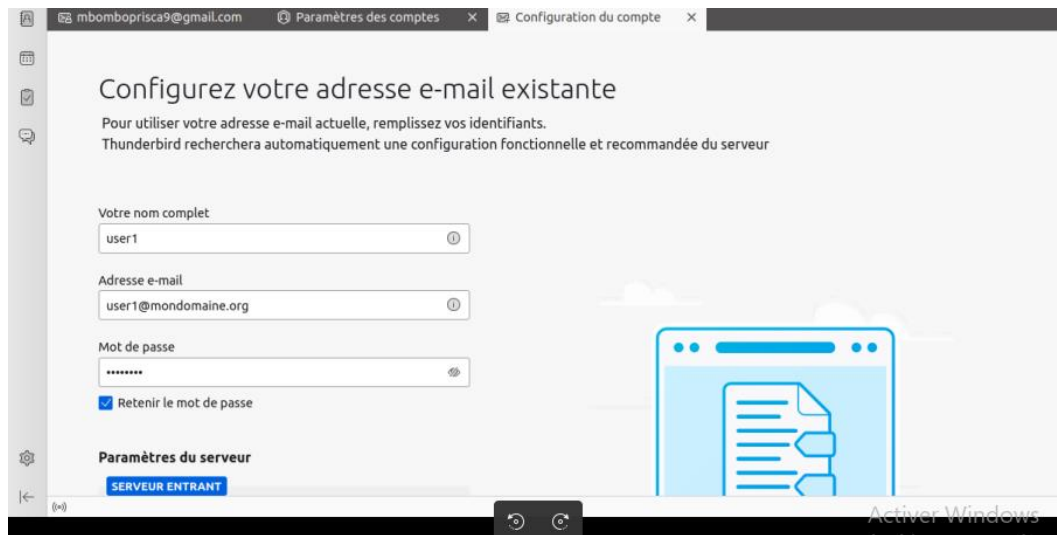 mbomboprisca9@gmail.com
Paramètres des comptes
Configuration du compte
Configurez votre adresse e-mail existante
Pour utiliser votre adresse e-mail actuelle, remplissez vos identifiants.
Thunderbird recherchera automatiquement une configuration fonctionnelle et recommandée du serveur
Votre nom complet
user1
Adresse e-mail
user1@mondomaine.org
Mot de passe
••••••••
Retenir le mot de passe
Paramètres du serveur
SERVEUR ENTRANT
Activer Windows